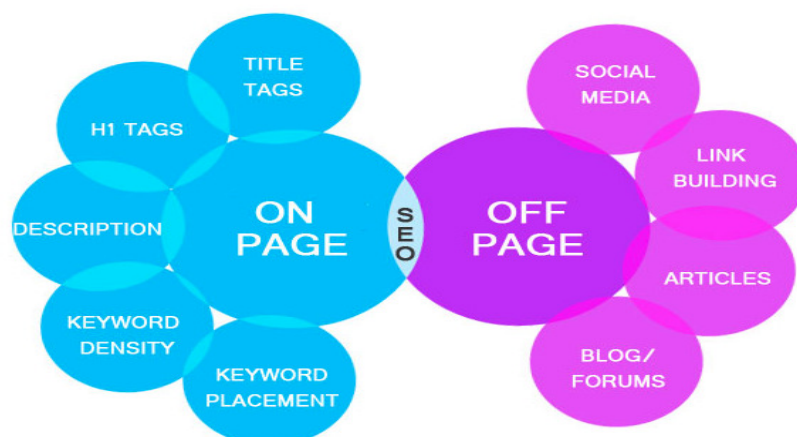 TITLE
TAGS
H1 TAGS
DESCRIPTION
KEYWORD
DENSITY
KEYWORD
PLACEMENT
ON
PAGE
SEO
OFF
PAGE
SOCIAL
MEDIA
LINK
BUILDING
ARTICLES
BLOG/
FORUMS